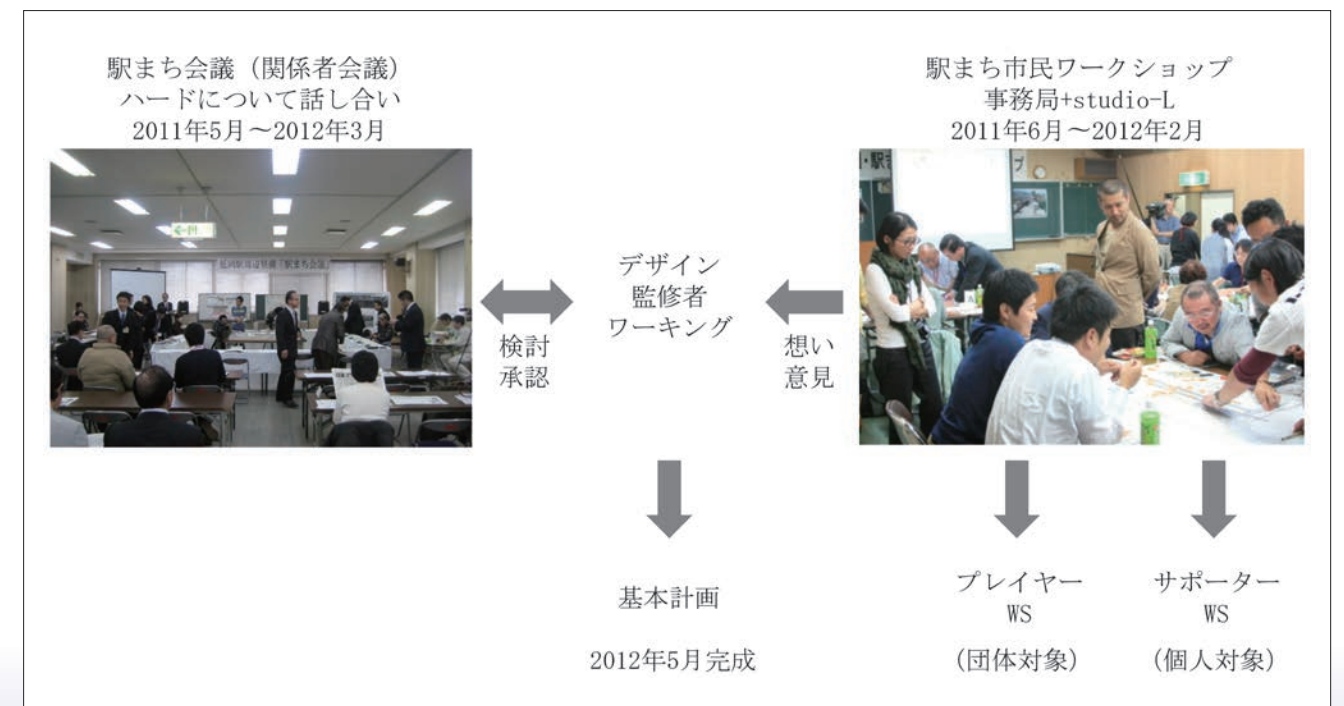 駅まち会議（関係者会議）
ハードについて話し合い
2011年5月～2012年3月
駅まち市民ワークショップ
事務局+studio-L
2011年6月～2012年2月
デザイン
監修者
ワーキング
検討
承認
想い
意見
基本計画
2012年5月完成
プレイヤー
WS
（団体対象）
サポーター
WS
（個人対象）